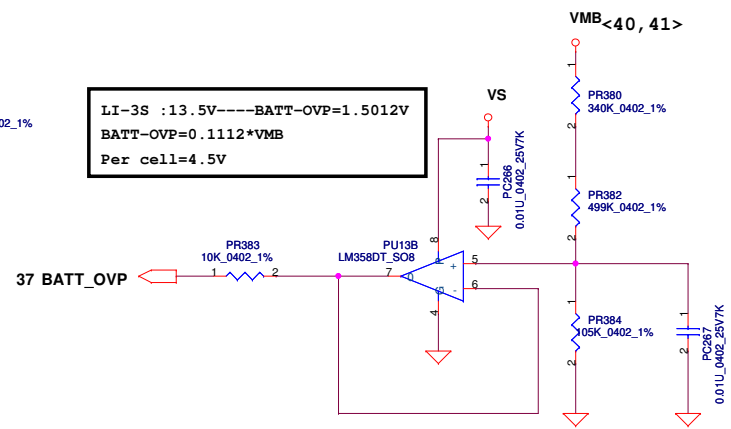 VMB<40,41>
1
PR380
340K_0402_1%
2
02_1%
LI-3S :13.5V----BATT-OVP=1.5012V
BATT-OVP=0.1112*VMB
Per cell=4.5V
VS
1
2
PC266
0.01U_0402_25V7K
1
PR382
499K_0402_1%
2
PR383
10K_0402_1%
1
2
PU13B
LM358DT_SO8
8
P
+
5
7
0
-
6
G
4
37 BATT_OVP
1
PR384
105K_0402_1%
2
1
2
PC267
0.01U_0402_25V7K